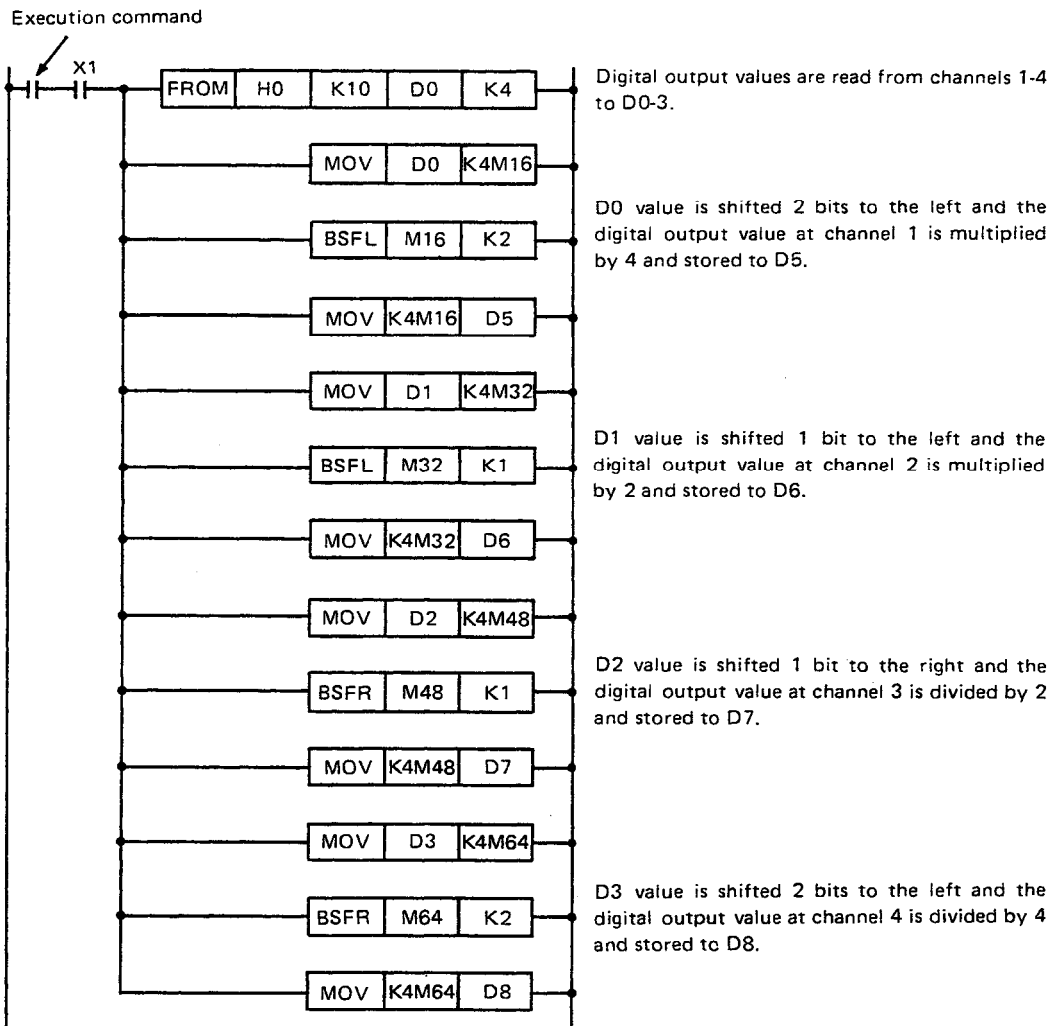 Execution command
X1
FROM H0 K10 D0 K4
Digital output values are read from channels 1-4
to D0-3.
MOV D0 K4M16
D0 value is shifted 2 bits to the left and the
digital output value at channel 1 is multiplied
by 4 and stored to D5.
BSFL M16 K2
MOV K4M16 D5
MOV D1 K4M32
D1 value is shifted 1 bit to the left and the
digital output value at channel 2 is multiplied
by 2 and stored to D6.
BSFL M32 K1
MOV K4M32 D6
MOV D2 K4M48
D2 value is shifted 1 bit to the right and the
digital output value at channel 3 is divided by 2
and stored to D7.
BSFR M48 K1
MOV K4M48 D7
MOV D3 K4M64
D3 value is shifted 2 bits to the left and the
digital output value at channel 4 is divided by 4
and stored to D8.
BSFR M64 K2
MOV K4M64 D8